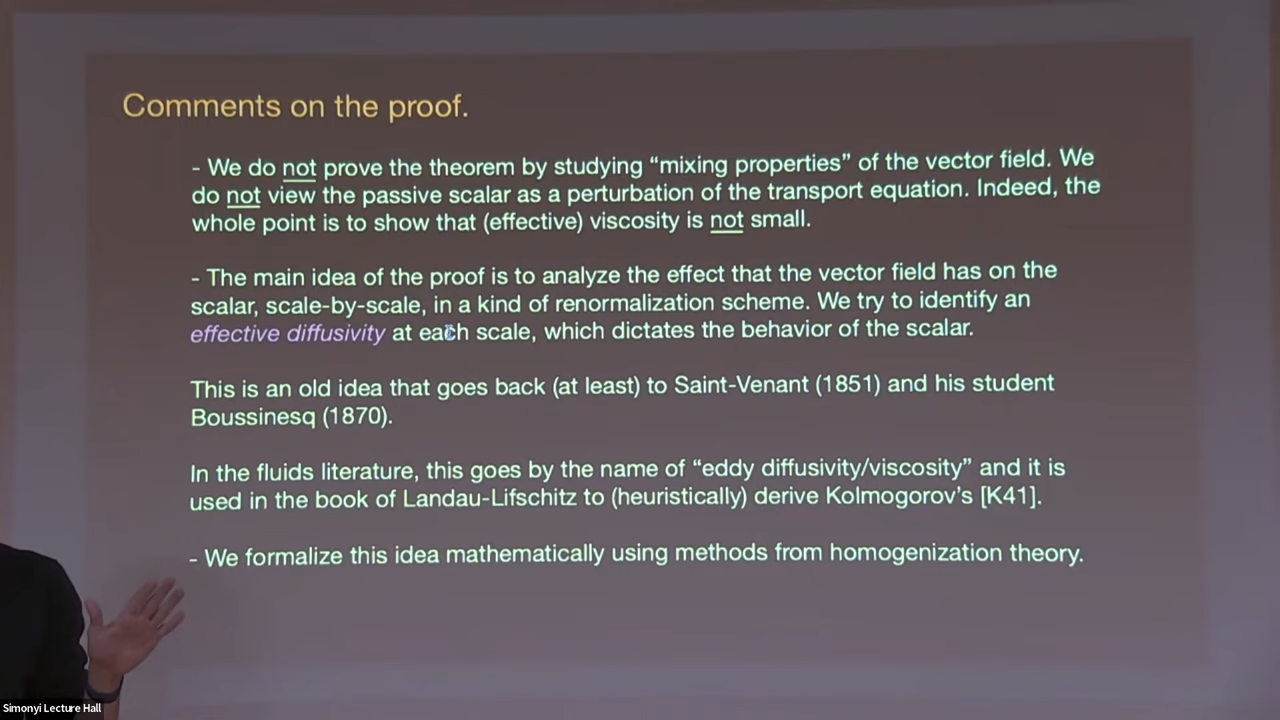 Comments on the proof.
- We do not prove the theorem by studying “mixing properties” of the vector field. We
do not view the passive scalar as a perturbation of the transport equation. Indeed, the
whole point is to show that (effective) viscosity is not small.
- The main idea of the proof is to analyze the effect that the vector field has on the
scalar, scale-by-scale, in a kind of renormalization scheme. We try to identify an
effective diffusivity at each scale, which dictates the behavior of the scalar.
This is an old idea that goes back (at least) to Saint-Venant (1851) and his student
Boussinesq (1870).
In the fluids literature, this goes by the name of “eddy diffusivity/viscosity” and it is
used in the book of Landau-Lifschitz to (heuristically) derive Kolmogorov’s [K41].
- We formalize this idea mathematically using methods from homogenization theory.
Simonyi Lecture Hall